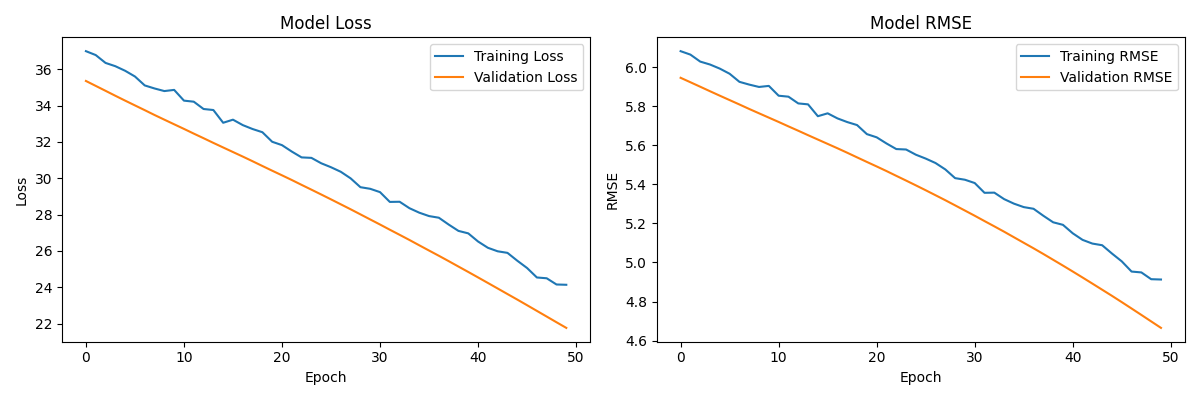 Model Loss
Training Loss
Validation Loss
36
34
32
30
28
26
24
22
Loss
0 10 20 30 40 50
Epoch
Model RMSE
Training RMSE
Validation RMSE
6.0
5.8
5.6
5.4
5.2
5.0
4.8
4.6
RMSE
0 10 20 30 40 50
Epoch